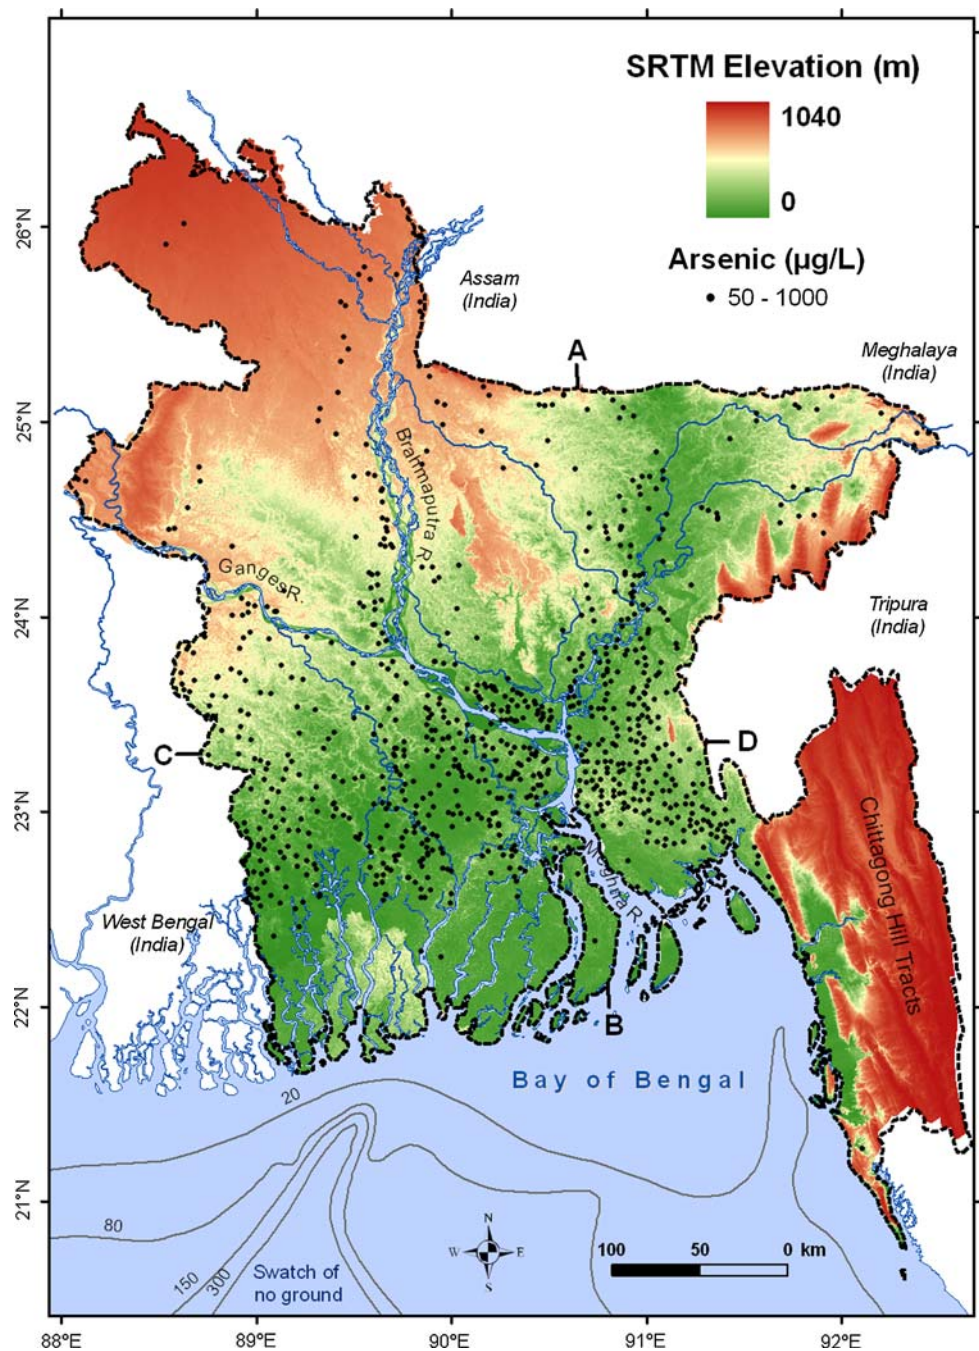 SRTM Elevation (m)
1040
0
Arsenic (µg/L)
50 - 1000
26°N
25°N
24°N
23°N
22°N
21°N
Assam
(India)
A
Meghalaya
(India)
Brahmaputra R.
Ganges R.
Tripura
(India)
C
D
Meghna R.
Chittagong Hill Tracts
West Bengal
(India)
B
Bay of Bengal
20
80
150
300
Swatch of
no ground
N
W E
S
100 50 0 km
88°E 89°E 90°E 91°E 92°E